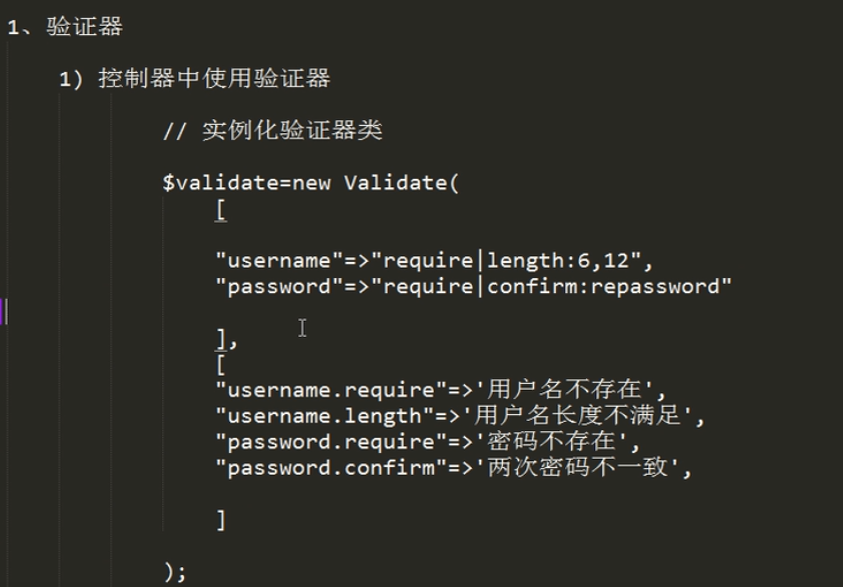 1、验证器
1) 控制器中使用验证器
// 实例化验证器类
$validate=new Validate(
[
"username"=>"require|length:6,12",
"password"=>"require|confirm:repassword"
],
[
"username.require"=>'用户名不存在',
"username.length"=>'用户名长度不满足',
"password.require"=>'密码不存在',
"password.confirm"=>'两次密码不一致',
]
);